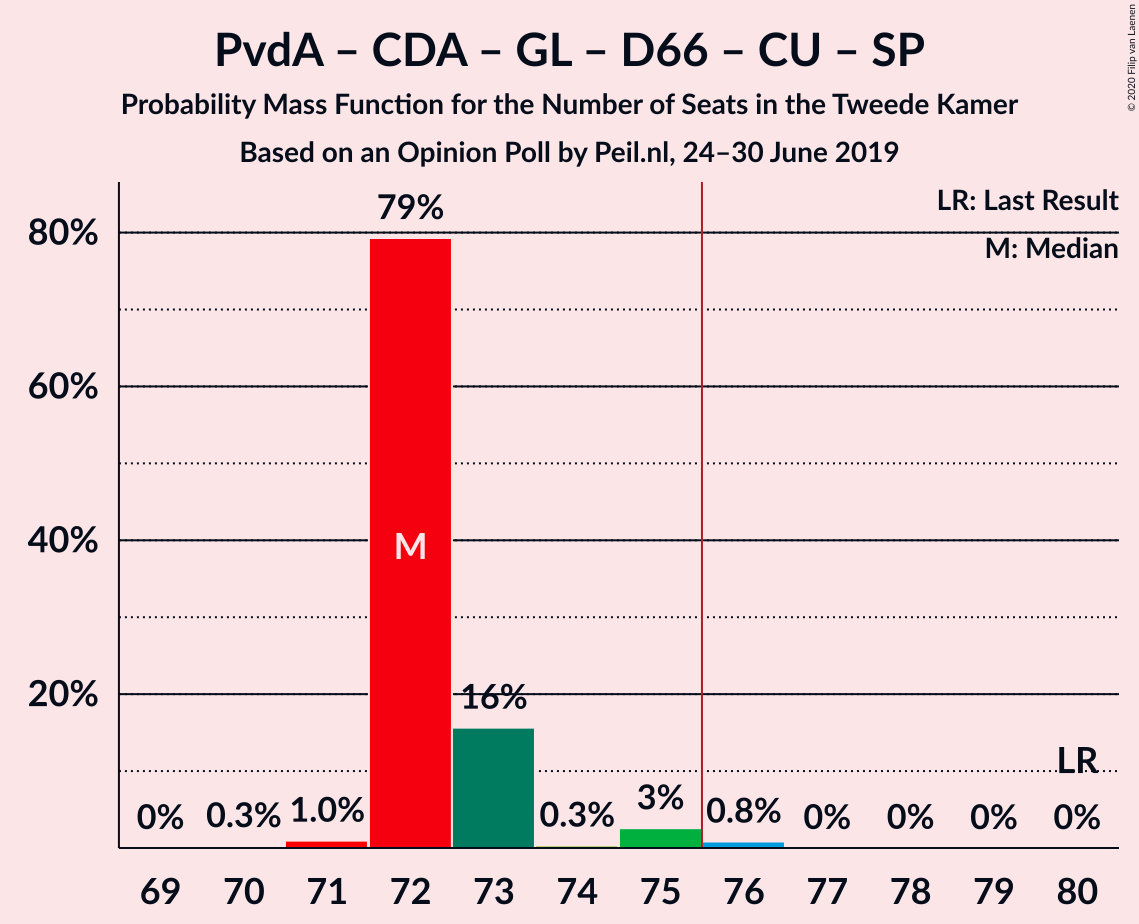 PvdA – CDA – GL – D66 – CU – SP
Probability Mass Function for the Number of Seats in the Tweede Kamer
Based on an Opinion Poll by Peil.nl, 24–30 June 2019
© 2020 Filip van Laenen
LR: Last Result
M: Median
80%
60%
40%
20%
79%
M
16%
LR
0% 0.3% 1.0% 0.3% 3% 0.8% 0% 0% 0% 0%
69 70 71 72 73 74 75 76 77 78 79 80